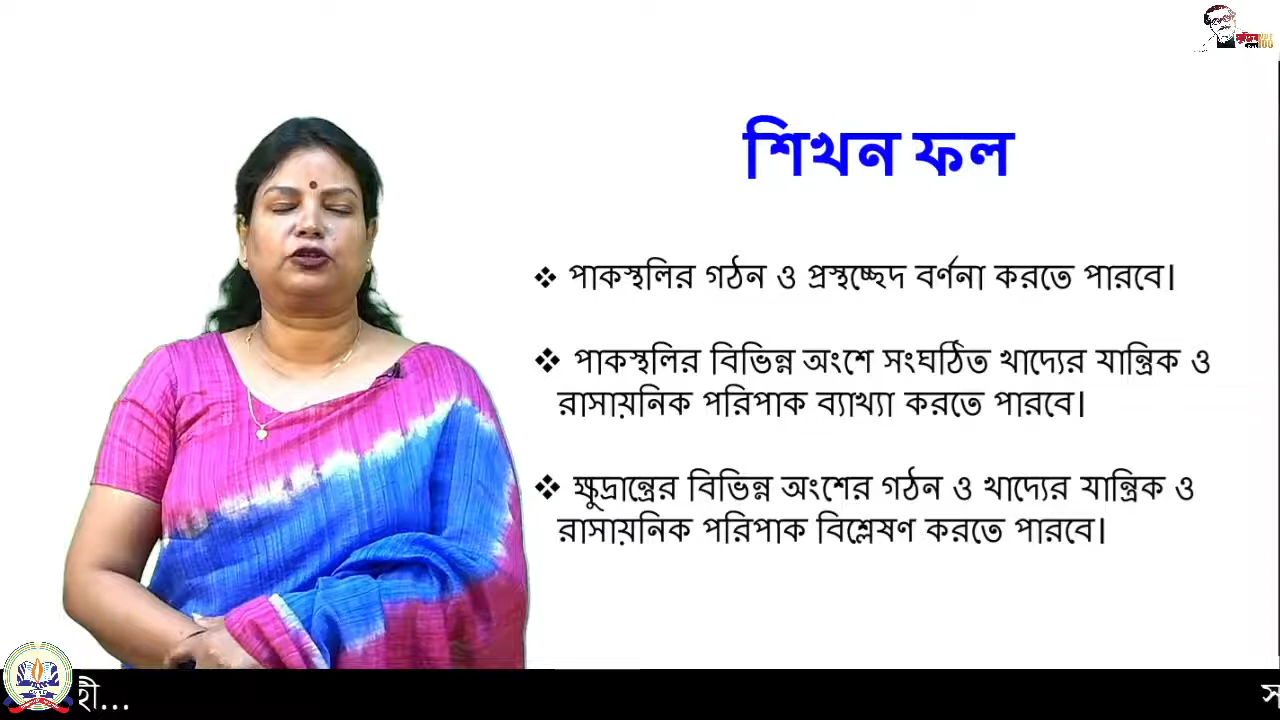 শিখন ফল
❖ পাকস্থলির গঠন ও প্রস্থচ্ছেদ বর্ণনা করতে পারবে।
❖ পাকস্থলির বিভিন্ন অংশে সংঘঠিত খাদ্যের যান্ত্রিক ও
রাসায়নিক পরিপাক ব্যাখ্যা করতে পারবে।
❖ ক্ষুদ্রান্ত্রের বিভিন্ন অংশের গঠন ও খাদ্যের যান্ত্রিক ও
রাসায়নিক পরিপাক বিশ্লেষণ করতে পারবে।
হী...